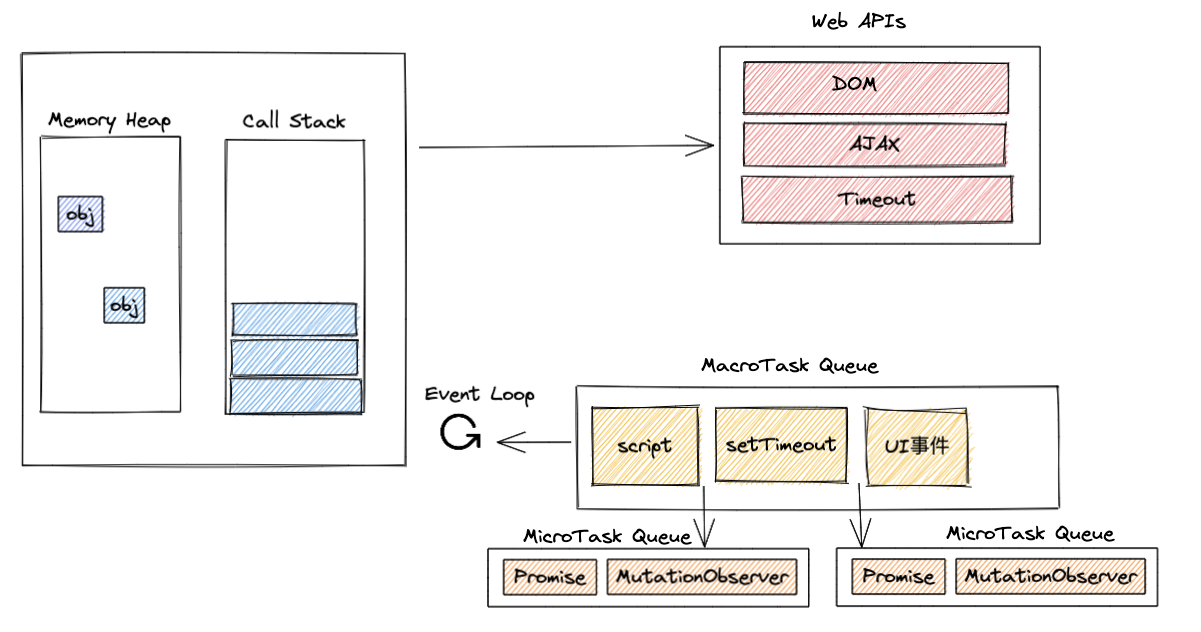 Web APIs
DOM
AJAX
Timeout
Memory Heap
Call Stack
obj
obj
Event Loop
MacroTask Queue
script
setTimeout
UI事件
MicroTask Queue
Promise
MutationObserver
MicroTask Queue
Promise
MutationObserver